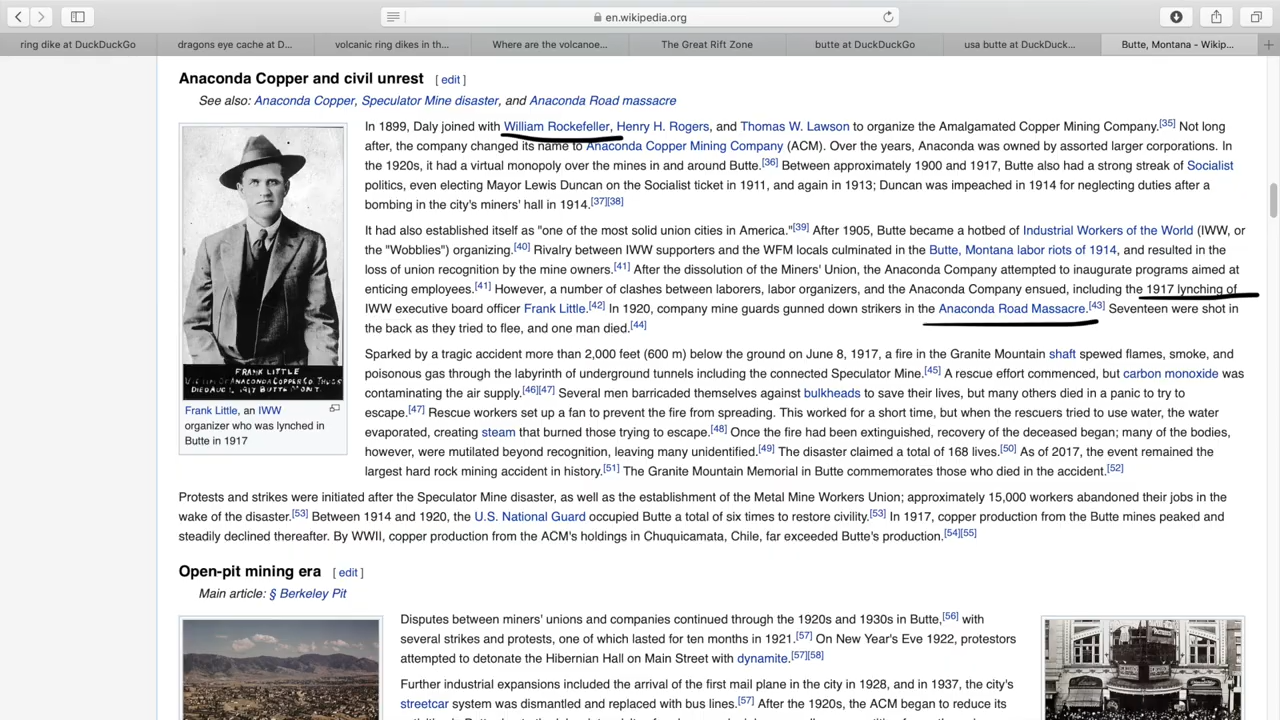 en.wikipedia.org
ring dike at DuckDuckGo
dragons eye cache at D...
volcanic ring dikes in th...
Where are the volcanoe...
The Great Rift Zone
butte at DuckDuckGo
usa butte at DuckDuck...
Butte, Montana - Wikip...
Anaconda Copper and civil unrest [ edit ]
See also: Anaconda Copper, Speculator Mine disaster, and Anaconda Road massacre
FRANK LITTLE
Frank Little, an IWW
organizer who was lynched in
Butte in 1917
In 1899, Daly joined with William Rockefeller, Henry H. Rogers, and Thomas W. Lawson to organize the Amalgamated Copper Mining Company.[35] Not long
after, the company changed its name to Anaconda Copper Mining Company (ACM). Over the years, Anaconda was owned by assorted larger corporations. In
the 1920s, it had a virtual monopoly over the mines in and around Butte.[36] Between approximately 1900 and 1917, Butte also had a strong streak of Socialist
politics, even electing Mayor Lewis Duncan on the Socialist ticket in 1911, and again in 1913; Duncan was impeached in 1914 for neglecting duties after a
bombing in the city's miners' hall in 1914.[37][38]
It had also established itself as "one of the most solid union cities in America."[39] After 1905, Butte became a hotbed of Industrial Workers of the World (IWW, or
the "Wobblies") organizing.[40] Rivalry between IWW supporters and the WFM locals culminated in the Butte, Montana labor riots of 1914, and resulted in the
loss of union recognition by the mine owners.[41] After the dissolution of the Miners' Union, the Anaconda Company attempted to inaugurate programs aimed at
enticing employees.[41] However, a number of clashes between laborers, labor organizers, and the Anaconda Company ensued, including the 1917 lynching of
IWW executive board officer Frank Little.[42] In 1920, company mine guards gunned down strikers in the Anaconda Road Massacre.[43] Seventeen were shot in
the back as they tried to flee, and one man died.[44]
Sparked by a tragic accident more than 2,000 feet (600 m) below the ground on June 8, 1917, a fire in the Granite Mountain shaft spewed flames, smoke, and
poisonous gas through the labyrinth of underground tunnels including the connected Speculator Mine.[45] A rescue effort commenced, but carbon monoxide was
contaminating the air supply.[46][47] Several men barricaded themselves against bulkheads to save their lives, but many others died in a panic to try to
escape.[47] Rescue workers set up a fan to prevent the fire from spreading. This worked for a short time, but when the rescuers tried to use water, the water
evaporated, creating steam that burned those trying to escape.[48] Once the fire had been extinguished, recovery of the deceased began; many of the bodies,
however, were mutilated beyond recognition, leaving many unidentified.[49] The disaster claimed a total of 168 lives.[50] As of 2017, the event remained the
largest hard rock mining accident in history.[51] The Granite Mountain Memorial in Butte commemorates those who died in the accident.[52]
Protests and strikes were initiated after the Speculator Mine disaster, as well as the establishment of the Metal Mine Workers Union; approximately 15,000 workers abandoned their jobs in the
wake of the disaster.[53] Between 1914 and 1920, the U.S. National Guard occupied Butte a total of six times to restore civility.[53] In 1917, copper production from the Butte mines peaked and
steadily declined thereafter. By WWII, copper production from the ACM's holdings in Chuquicamata, Chile, far exceeded Butte's production.[54][55]
Open-pit mining era [ edit ]
Main article: § Berkeley Pit
Disputes between miners' unions and companies continued through the 1920s and 1930s in Butte,[56] with
several strikes and protests, one of which lasted for ten months in 1921.[57] On New Year's Eve 1922, protestors
attempted to detonate the Hibernian Hall on Main Street with dynamite.[57][58]
Further industrial expansions included the arrival of the first mail plane in the city in 1928, and in 1937, the city's
streetcar system was dismantled and replaced with bus lines.[57] After the 1920s, the ACM began to reduce its